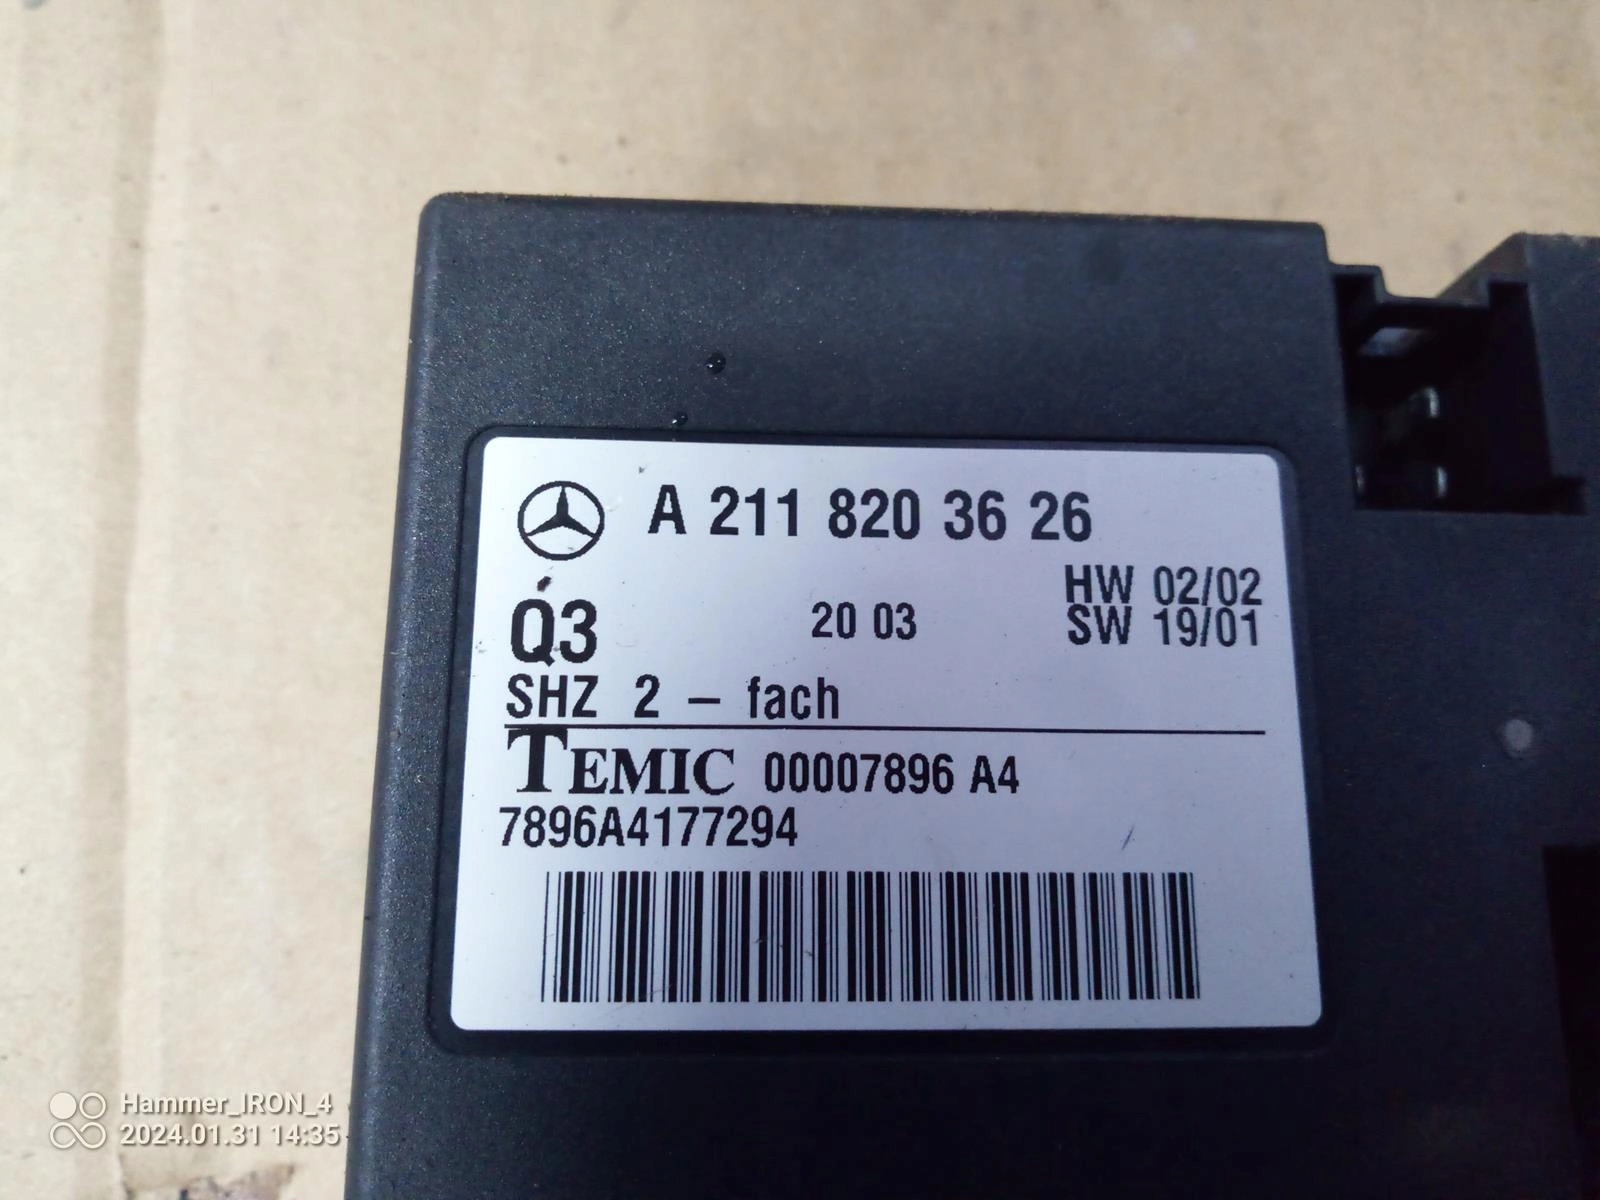 A 211 820 36 26
HW 02/02
Q3 20 03 SW 19/01
SHZ 2 - fach
TEMIC 00007896 A4
7896A4177294
Hammer_IRON_4
2024.01.31 14:35